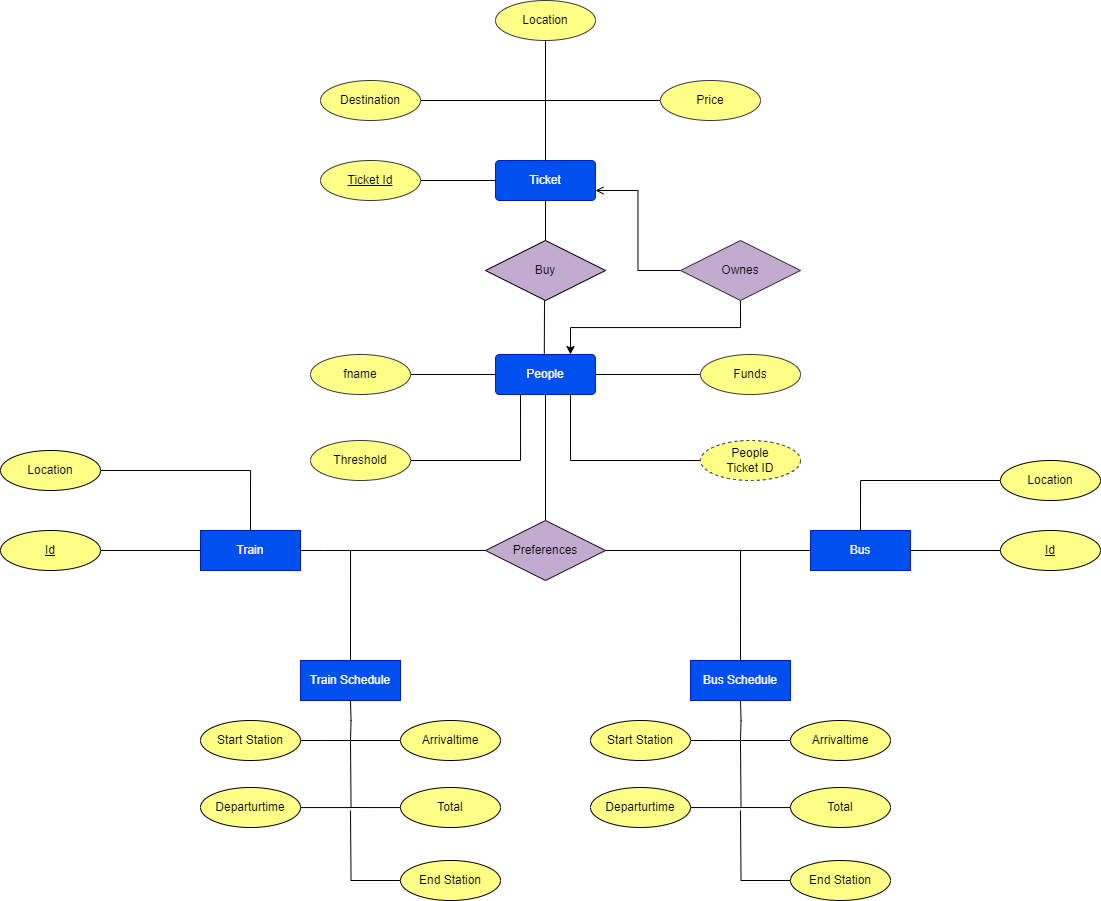 Location
Destination
Price
Ticket Id
Ticket
Buy
Ownes
fname
People
Funds
Threshold
People
Ticket ID
Location
Location
Id
Train
Preferences
Bus
Id
Train Schedule
Bus Schedule
Start Station
Arrivaltime
Start Station
Arrivaltime
Departurtime
Total
Departurtime
Total
End Station
End Station